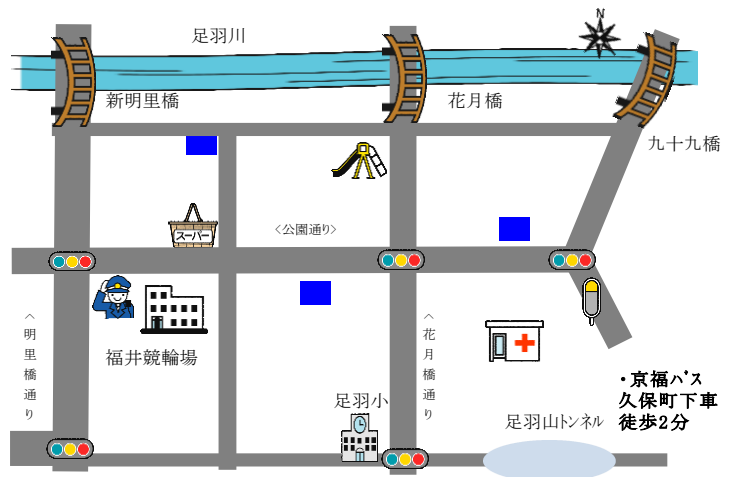 N
足羽川
新明里橋
花月橋
九十九橋
スーパー
<公園通り>
<明里橋通り
<花月橋通り
福井競輪場
足羽小
足羽山トンネル
・京福バス
久保町下車
徒歩2分